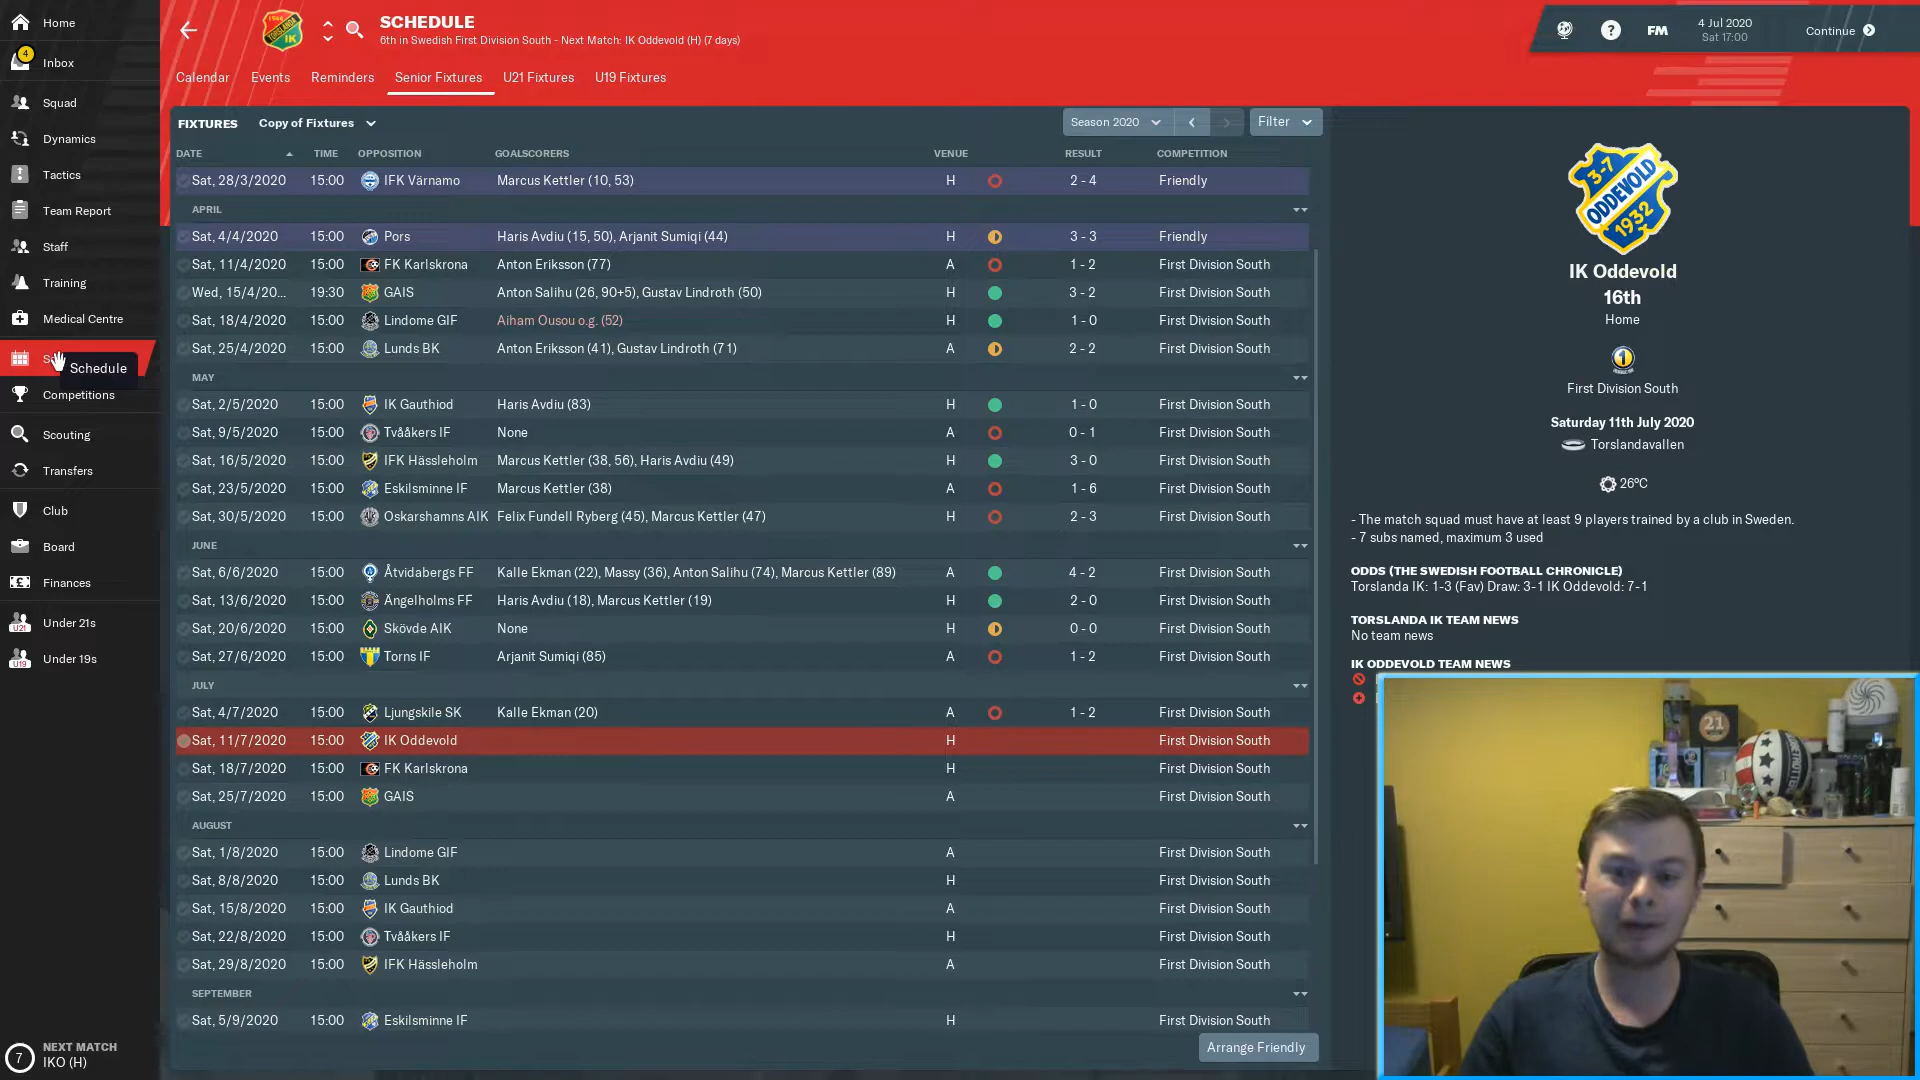 Home
4
Inbox
Squad
Dynamics
Tactics
Team Report
Staff
Training
Medical Centre
Schedule
Competitions
Scouting
Transfers
Club
Board
Finances
U21 Under 21s
U19 Under 19s
7 NEXT MATCH
IKO (H)
1966 TORSLANDA IK
SCHEDULE
6th in Swedish First Division South - Next Match: IK Oddevold (H) (7 days)
? FM 4 Jul 2020
Sat 17:00
Continue
Calendar Events Reminders Senior Fixtures U21 Fixtures U19 Fixtures
FIXTURES Copy of Fixtures Season 2020 Filter
DATE TIME OPPOSITION GOALSCORERS VENUE RESULT COMPETITION
Sat, 28/3/2020 15:00 IFK Värnamo Marcus Kettler (10, 53) H 2 - 4 Friendly
APRIL
Sat, 4/4/2020 15:00 Pors Haris Avdiu (15, 50), Arjanit Sumiqi (44) H 3 - 3 Friendly
Sat, 11/4/2020 15:00 FK Karlskrona Anton Eriksson (77) A 1 - 2 First Division South
Wed, 15/4/20... 19:30 GAIS Anton Salihu (26, 90+5), Gustav Lindroth (50) H 3 - 2 First Division South
Sat, 18/4/2020 15:00 Lindome GIF Aiham Ousou o.g. (52) H 1 - 0 First Division South
Sat, 25/4/2020 15:00 Lunds BK Anton Eriksson (41), Gustav Lindroth (71) A 2 - 2 First Division South
MAY
Sat, 2/5/2020 15:00 IK Gauthiod Haris Avdiu (83) H 1 - 0 First Division South
Sat, 9/5/2020 15:00 Tvååkers IF None A 0 - 1 First Division South
Sat, 16/5/2020 15:00 IFK Hässleholm Marcus Kettler (38, 56), Haris Avdiu (49) H 3 - 0 First Division South
Sat, 23/5/2020 15:00 Eskilsminne IF Marcus Kettler (38) A 1 - 6 First Division South
Sat, 30/5/2020 15:00 Oskarshamns AIK Felix Fundell Ryberg (45), Marcus Kettler (47) H 2 - 3 First Division South
JUNE
Sat, 6/6/2020 15:00 Åtvidabergs FF Kalle Ekman (22), Massy (36), Anton Salihu (74), Marcus Kettler (89) A 4 - 2 First Division South
Sat, 13/6/2020 15:00 Ängelholms FF Haris Avdiu (18), Marcus Kettler (19) H 2 - 0 First Division South
Sat, 20/6/2020 15:00 Skövde AIK None H 0 - 0 First Division South
Sat, 27/6/2020 15:00 Torns IF Arjanit Sumiqi (85) A 1 - 2 First Division South
JULY
Sat, 4/7/2020 15:00 Ljungskile SK Kalle Ekman (20) A 1 - 2 First Division South
Sat, 11/7/2020 15:00 IK Oddevold H First Division South
Sat, 18/7/2020 15:00 FK Karlskrona H First Division South
Sat, 25/7/2020 15:00 GAIS A First Division South
AUGUST
Sat, 1/8/2020 15:00 Lindome GIF A First Division South
Sat, 8/8/2020 15:00 Lunds BK H First Division South
Sat, 15/8/2020 15:00 IK Gauthiod A First Division South
Sat, 22/8/2020 15:00 Tvååkers IF H First Division South
Sat, 29/8/2020 15:00 IFK Hässleholm A First Division South
SEPTEMBER
Sat, 5/9/2020 15:00 Eskilsminne IF H First Division South
Arrange Friendly
3-7 ODDEVOLD 1932
IK Oddevold
16th
Home
1
First Division South
Saturday 11th July 2020
Torslandavallen
26°C
- The match squad must have at least 9 players trained by a club in Sweden.
- 7 subs named, maximum 3 used
ODDS (THE SWEDISH FOOTBALL CHRONICLE)
Torslanda IK: 1-3 (Fav) Draw: 3-1 IK Oddevold: 7-1
TORSLANDA IK TEAM NEWS
No team news
IK ODDEVOLD TEAM NEWS
21